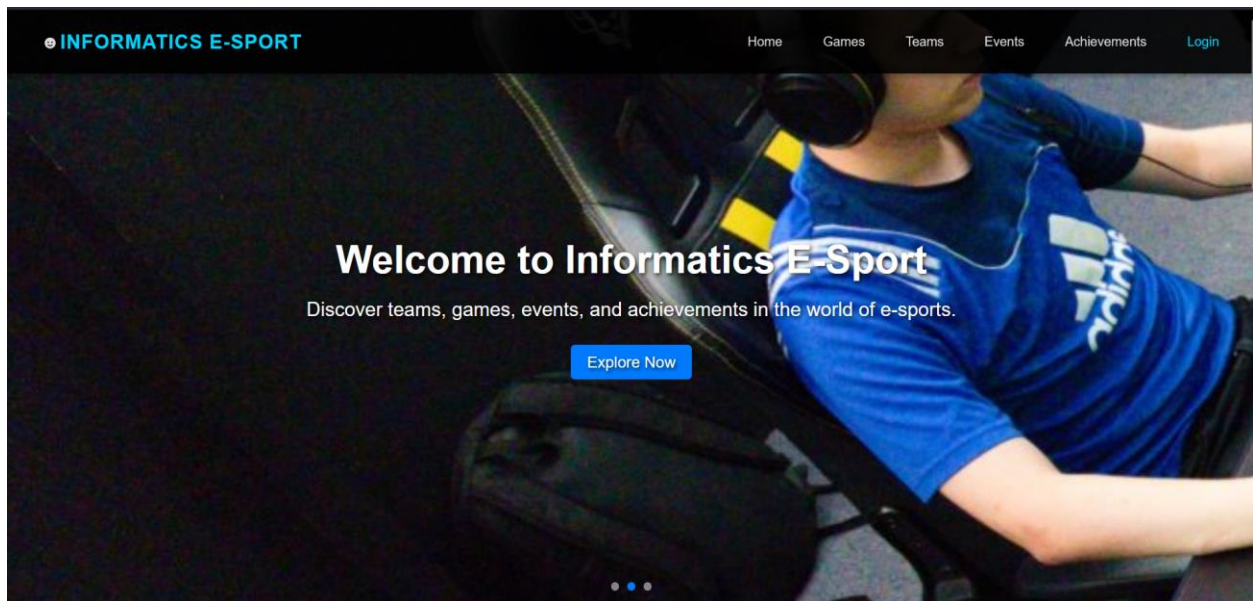 INFORMATICS E-SPORT
Home Games Teams Events Achievements Login
Welcome to Informatics E-Sport
Discover teams, games, events, and achievements in the world of e-sports.
Explore Now
adidas